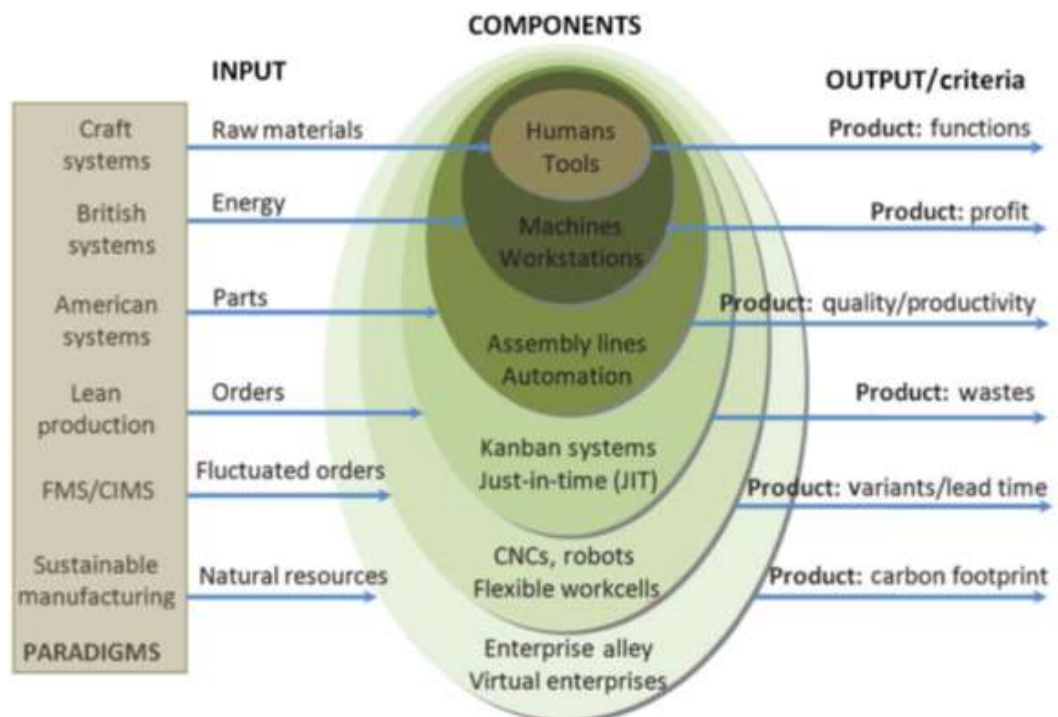 COMPONENTS
INPUT
OUTPUT/criteria
Craft
systems
Raw materials
Humans
Tools
Product: functions
British
systems
Energy
Machines
Workstations
Product: profit
American
systems
Parts
Assembly lines
Automation
Product: quality/productivity
Lean
production
Orders
Kanban systems
Just-in-time (JIT)
Product: wastes
FMS/CIMS
Fluctuated orders
CNCs, robots
Flexible workcells
Product: variants/lead time
Sustainable
manufacturing
Natural resources
Enterprise alley
Virtual enterprises
Product: carbon footprint
PARADIGMS